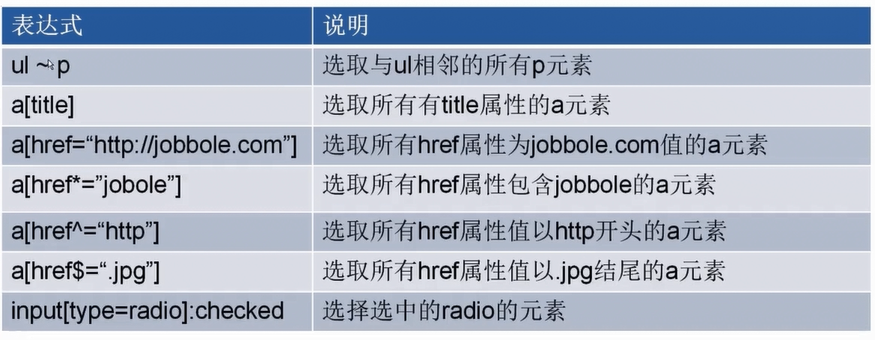 表达式 说明
ul ~ p 选取与ul相邻的所有p元素
a[title] 选取所有有title属性的a元素
a[href=“http://jobbole.com”] 选取所有href属性为jobbole.com值的a元素
a[href*=”jobole”] 选取所有href属性包含jobbole的a元素
a[href^=“http”] 选取所有href属性值以http开头的a元素
a[href$=“.jpg”] 选取所有href属性值以.jpg结尾的a元素
input[type=radio]:checked 选择选中的radio的元素